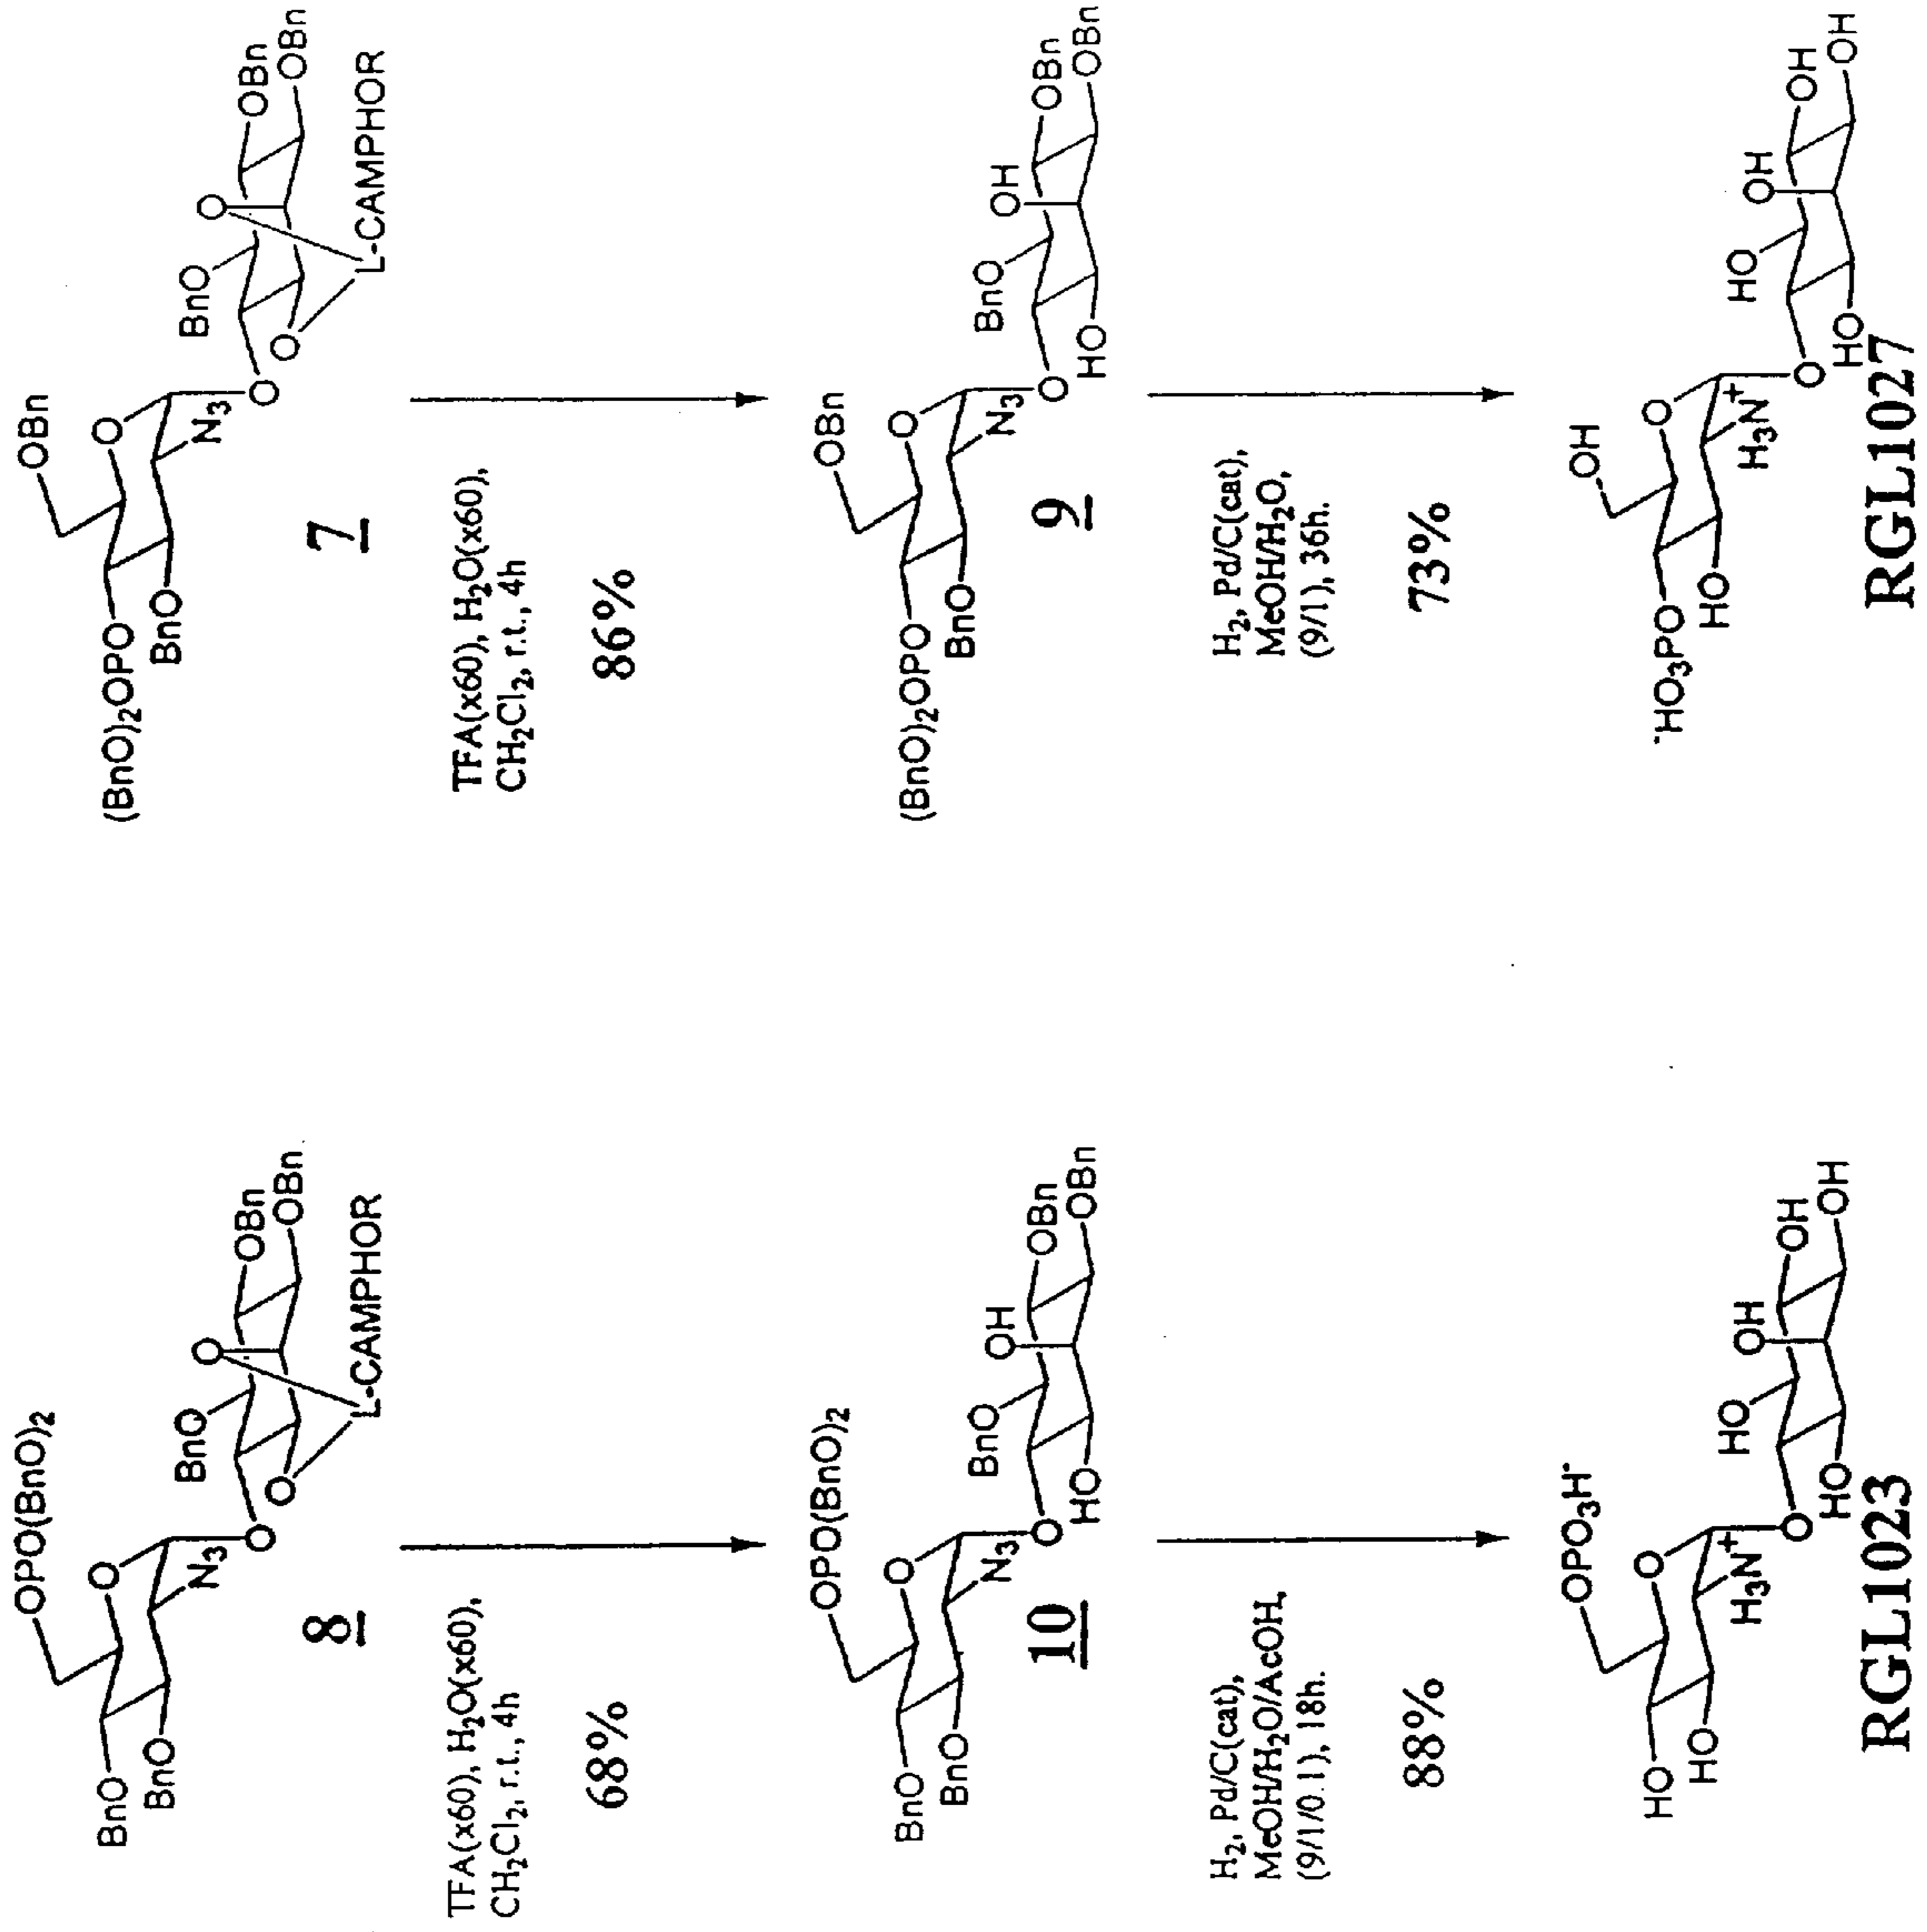 OPO(BnO)2
BnO
BnO
O
N3
O
BnO
O
OBn
OBn
O
L-CAMPHOR
8
TFA(x60), H2O(x60),
CH2Cl2, r.t., 4h
68%
OPO(BnO)2
BnO
BnO
O
N3
O
BnO
OH
OBn
OBn
HO
10
H2, Pd/C(cat),
MeOH/H2O/AcOH,
(9/1/0.1), 18h.
88%
OPO3H-
HO
HO
O
H3N+
O
HO
OH
OH
OH
HO
RGL1023
OBn
(BnO)2OPO
BnO
O
N3
O
BnO
O
OBn
OBn
O
L-CAMPHOR
7
TFA(x60), H2O(x60),
CH2Cl2, r.t., 4h
86%
OBn
(BnO)2OPO
BnO
O
N3
O
BnO
OH
OBn
OBn
HO
9
H2, Pd/C(cat),
MeOH/H2O,
(9/1), 36h.
73%
OH
-HO3PO
HO
O
H3N+
O
HO
OH
OH
OH
HO
RGL1027